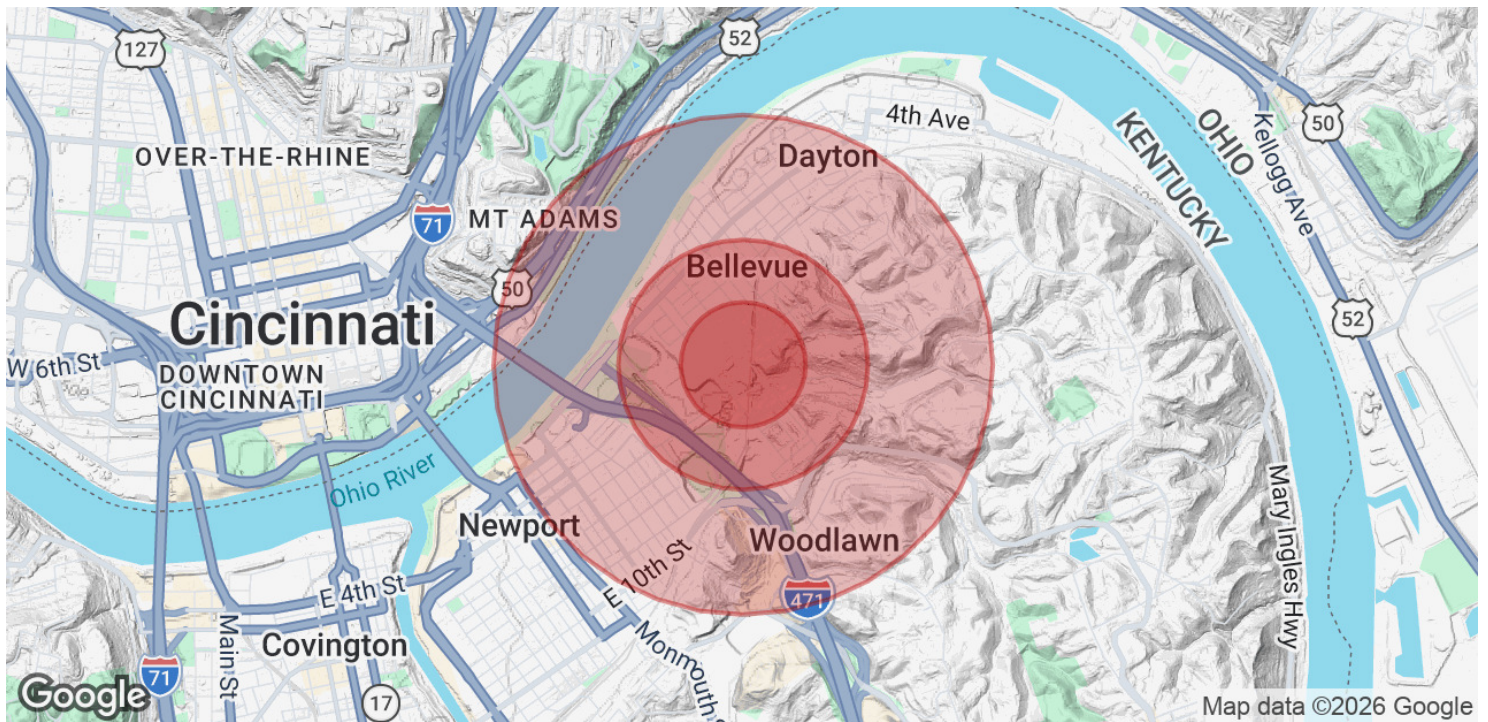 127
52
OVER-THE-RHINE
4th Ave
50
KENTUCKY
OHIO
Kellogg Ave
Dayton
MT ADAMS
71
Bellevue
50
Cincinnati
52
W 6th St
DOWNTOWN
CINCINNATI
Ohio River
Newport
Woodlawn
E 10th St
E 4th St
471
Mary Ingles Hwy
Main St
Covington
Monmouth S
71
17
Google
Map data ©2026 Google